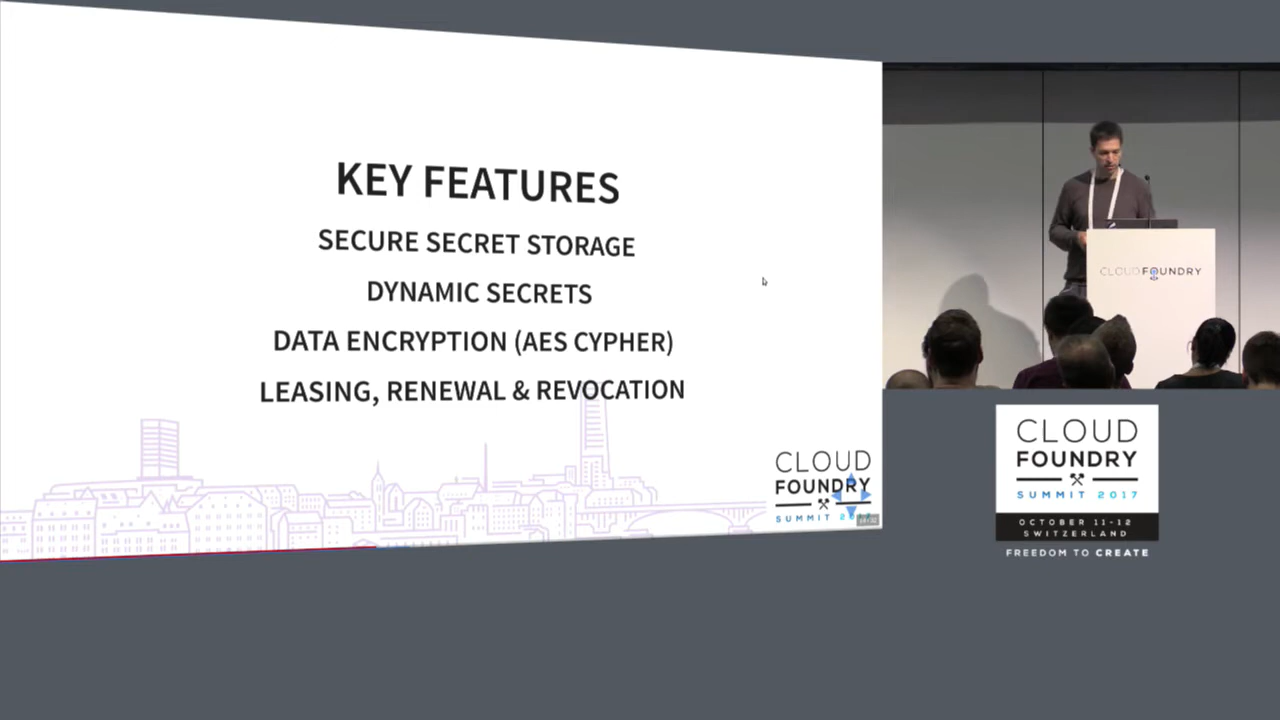 KEY FEATURES
SECURE SECRET STORAGE
DYNAMIC SECRETS
DATA ENCRYPTION (AES CYPHER)
LEASING, RENEWAL & REVOCATION
CLOUD
FOUNDRY
SUMMIT
CLOUDFOUNDRY
CLOUD
FOUNDRY
SUMMIT 2017
OCTOBER 11-12
SWITZERLAND
FREEDOM TO CREATE